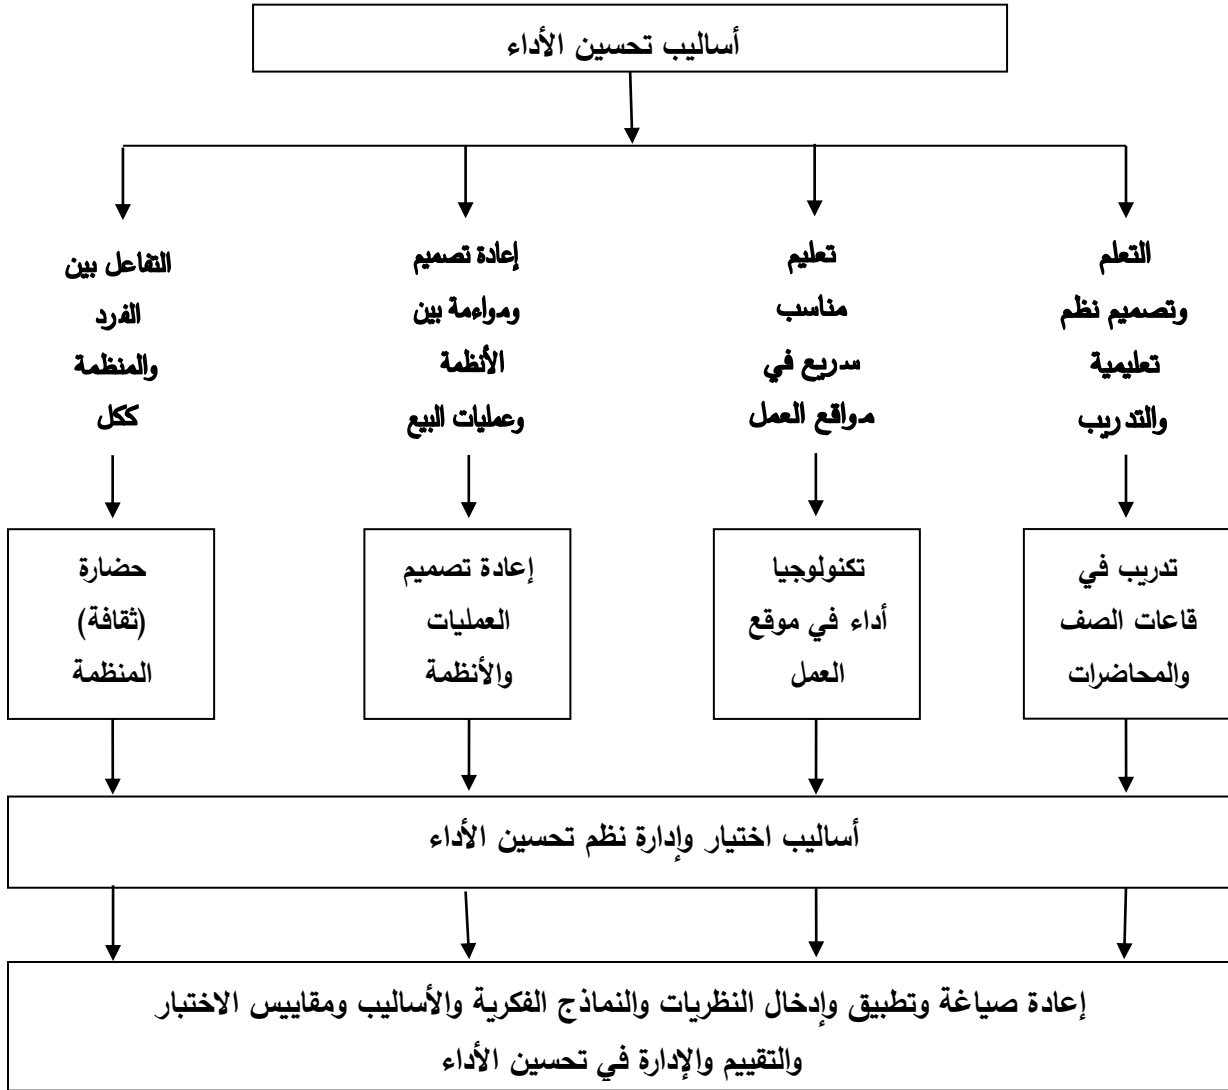 أساليب تحسين الأداء
التعلم
وتصميم نظم
تعليمية
والتدريب
تعليم
مناسب
سريع في
مواقع العمل
إعادة تصميم
ومواءمة بين
الأنظمة
وعمليات البيع
التفاعل بين
الفرد
والمنظمة
ككل
تدريب في
قاعات الصف
والمحاضرات
تكنولوجيا
أداء في موقع
العمل
إعادة تصميم
العمليات
والأنظمة
حضارة
(ثقافة)
المنظمة
أساليب اختيار وإدارة نظم تحسين الأداء
إعادة صياغة وتطبيق وإدخال النظريات والنماذج الفكرية والأساليب ومقاييس الاختبار
والتقييم والإدارة في تحسين الأداء